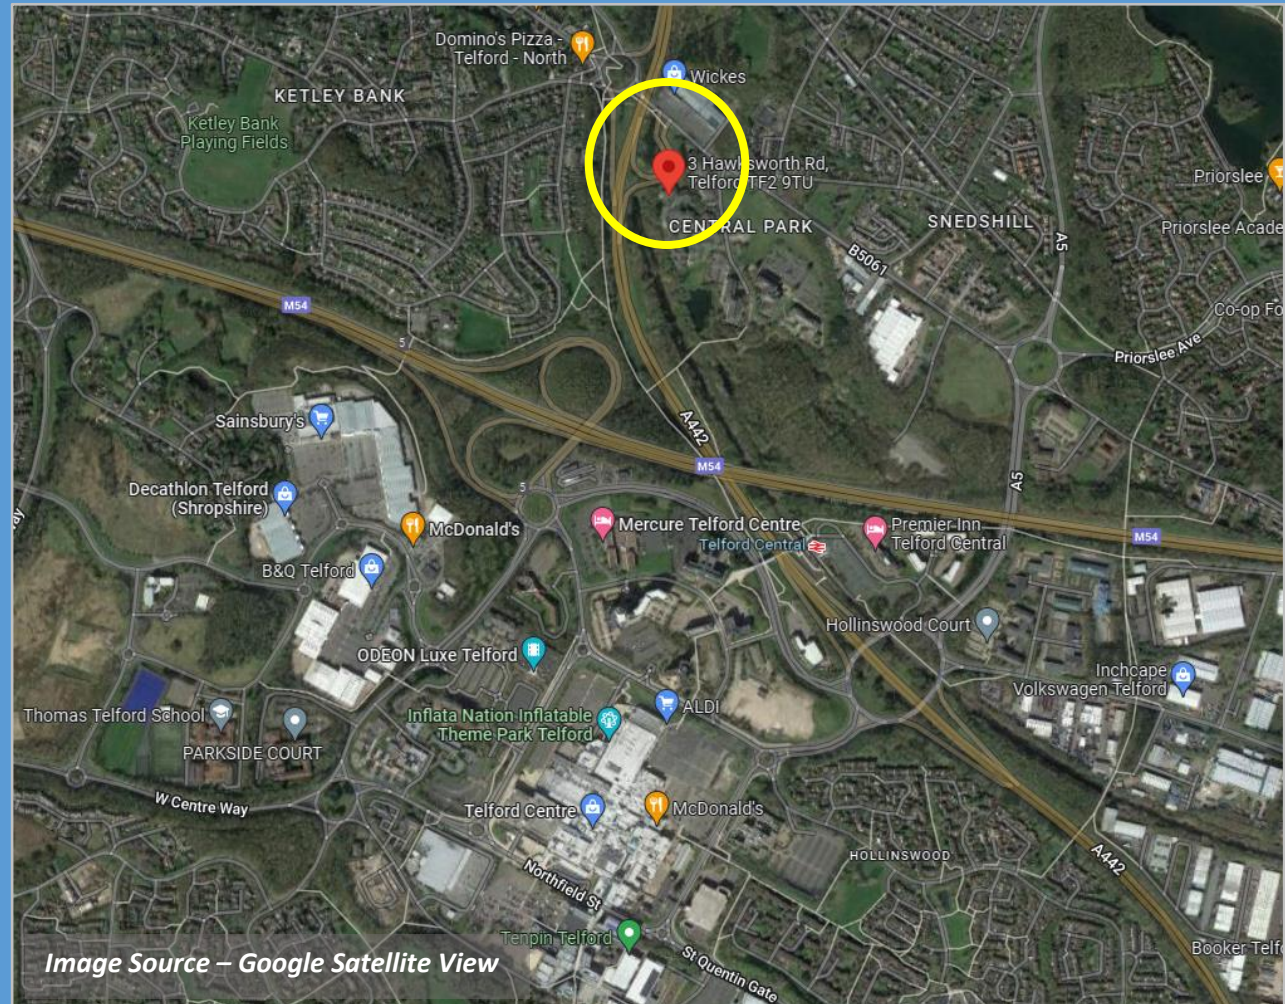 Domino's Pizza -
Telford - North
Wickes
KETLEY BANK
Ketley Bank
Playing Fields
3 Hawksworth Rd,
Telford TF2 9TU
Priorslee
CENTRAL PARK
SNEDSHILL
A5
Priorslee Acade
B5061
M54
Co-op Fo
5
Priorslee Ave
Sainsbury's
A442
M54
A5
Decathlon Telford
(Shropshire)
5
McDonald's
Mercure Telford Centre
Telford Central
Premier Inn
Telford Central
M54
B&Q Telford
Hollinswood Court
ODEON Luxe Telford
Inchcape
Volkswagen Telford
Thomas Telford School
Inflata Nation Inflatable
Theme Park Telford
ALDI
PARKSIDE COURT
W Centre Way
Telford Centre
McDonald's
HOLLINSWOOD
A442
Northfield St
Tenpin Telford
St Quentin Gate
Booker Telf
Image Source – Google Satellite View